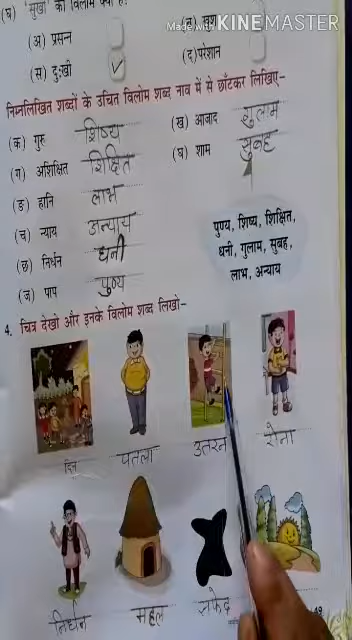 Made with KINEMASTER
(घ) 'सुखी' का विलोम क्या है?
(अ) प्रसन्न
(स) दुःखी ✓ (द) परेशान
निम्नलिखित शब्दों के उचित विलोम शब्द नाव में से छाँटकर लिखिए-
(क) गुरु शिष्य (ख) आजाद गुलाम
(ग) अशिक्षित शिक्षित (घ) शाम सुबह
(ङ) हानि लाभ
(च) न्याय अन्याय
(छ) निर्धन धनी
(ज) पाप पुण्य
पुण्य, शिष्य, शिक्षित,
धनी, गुलाम, सुबह,
लाभ, अन्याय
4. चित्र देखो और इनके विलोम शब्द लिखो-
दिन पतला उतरन रोना
निर्धन महल सफेद